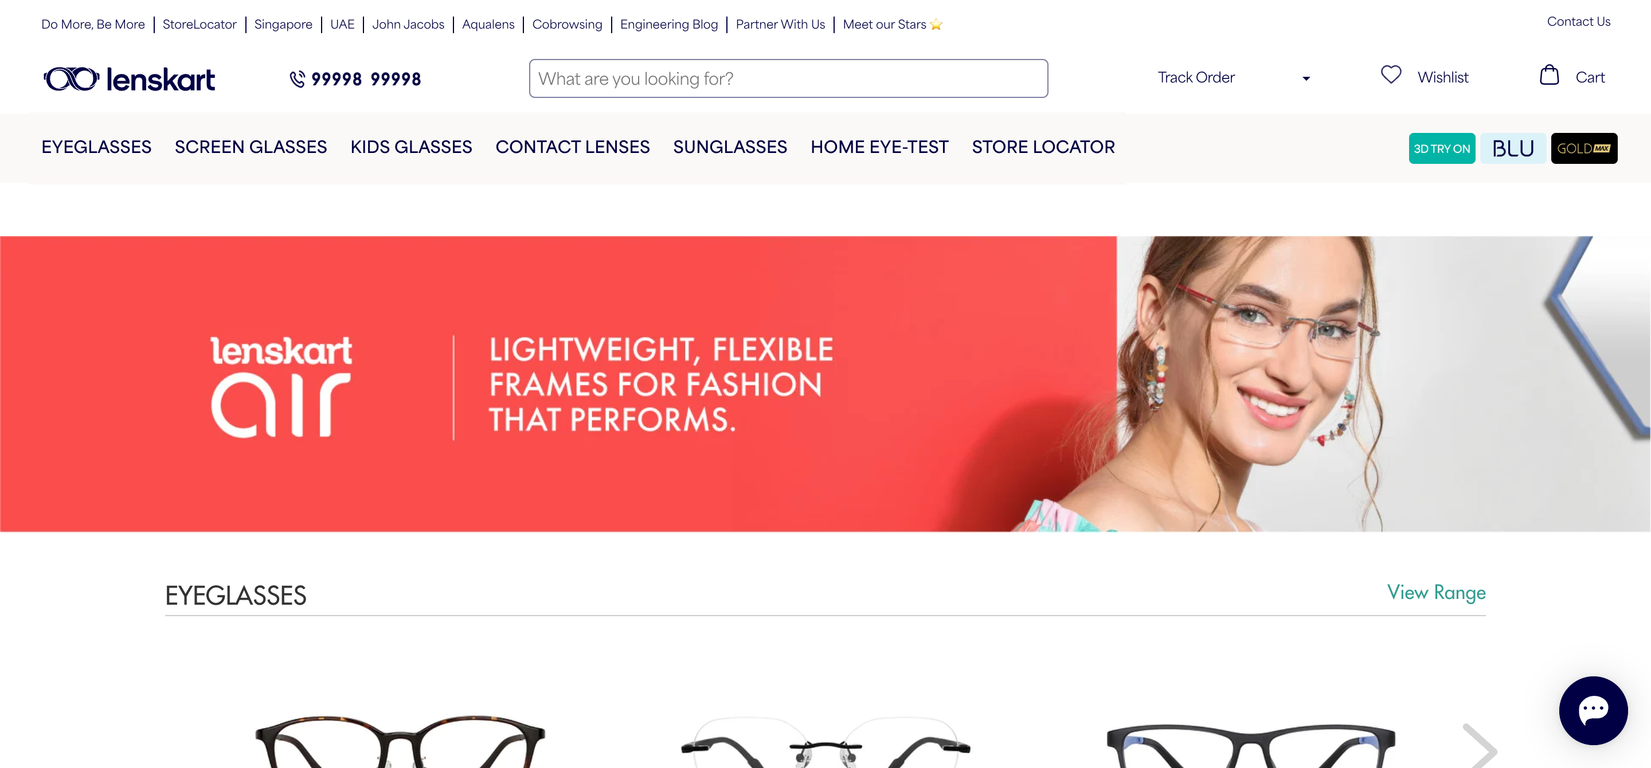 Do More, Be More | StoreLocator | Singapore | UAE | John Jacobs | Aqualens | Cobrowsing | Engineering Blog | Partner With Us | Meet our Stars ⭐
Contact Us
lenskart
99998 99998
What are you looking for?
Track Order
Wishlist
Cart
EYEGLASSES SCREEN GLASSES KIDS GLASSES CONTACT LENSES SUNGLASSES HOME EYE-TEST STORE LOCATOR
3D TRY ON
BLU
GOLD MAX
lenskart
air
LIGHTWEIGHT, FLEXIBLE
FRAMES FOR FASHION
THAT PERFORMS.
EYEGLASSES
View Range